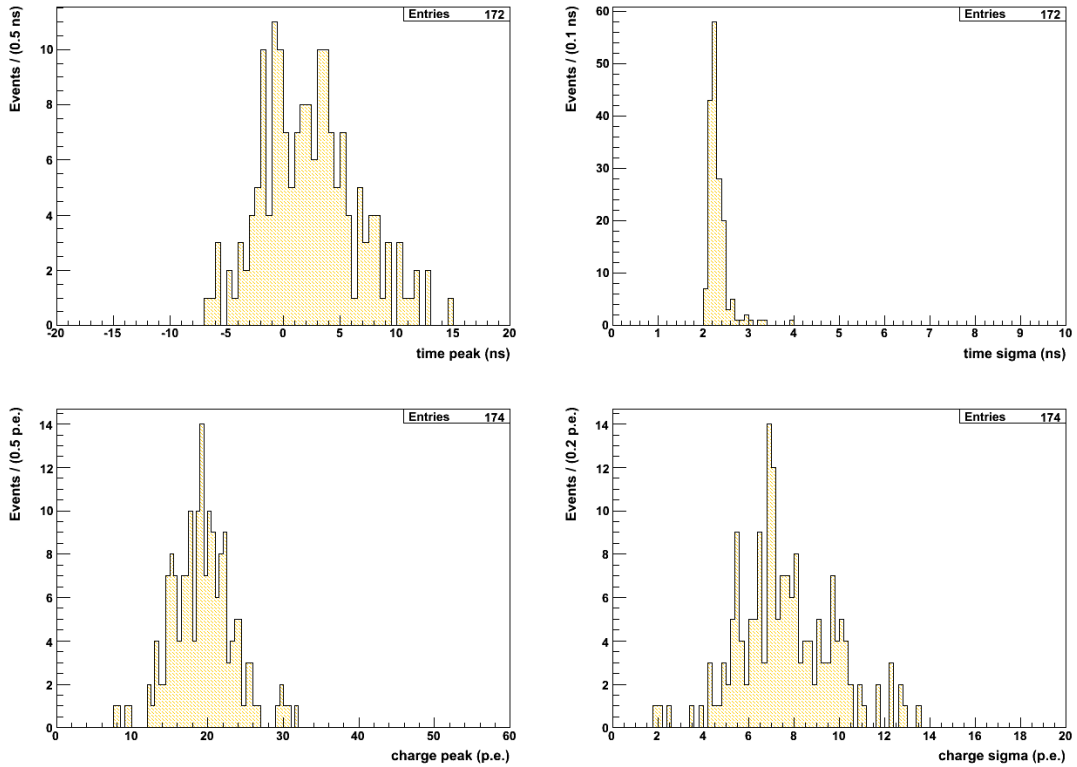 Entries 172
Events / (0.5 ns)
10
8
6
4
2
0
-20 -15 -10 -5 0 5 10 15 20
time peak (ns)
Entries 172
Events / (0.1 ns)
60
50
40
30
20
10
0
0 1 2 3 4 5 6 7 8 9 10
time sigma (ns)
Entries 174
Events / (0.5 p.e.)
14
12
10
8
6
4
2
0
0 10 20 30 40 50 60
charge peak (p.e.)
Entries 174
Events / (0.2 p.e.)
14
12
10
8
6
4
2
0
0 2 4 6 8 10 12 14 16 18 20
charge sigma (p.e.)